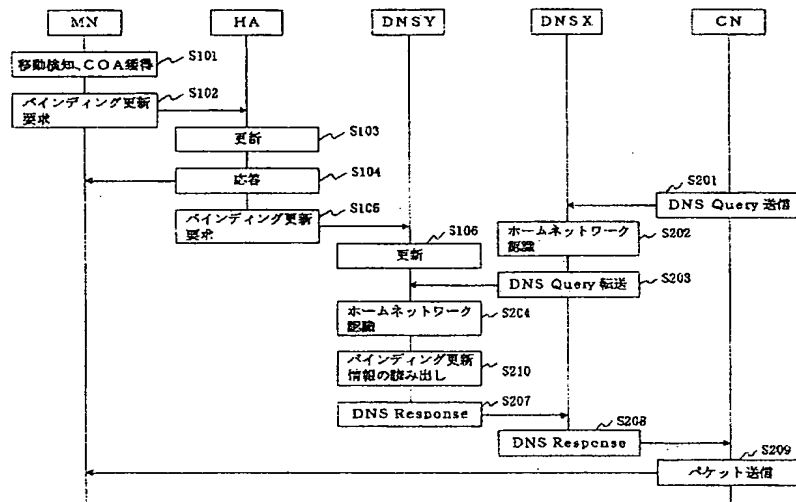 MN
HA
DNSY
DNSX
CN
移動検知、COA獲得
S101
バインディング更新
要求
S102
更新
S103
応答
S104
S201
DNS Query 送信
バインディング更新
要求
S105
S106
更新
ホームネットワーク
認識
S202
DNS Query 転送
S203
ホームネットワーク
認識
S204
バインディング更新
情報の読み出し
S210
S207
DNS Response
S208
DNS Response
S209
パケット送信